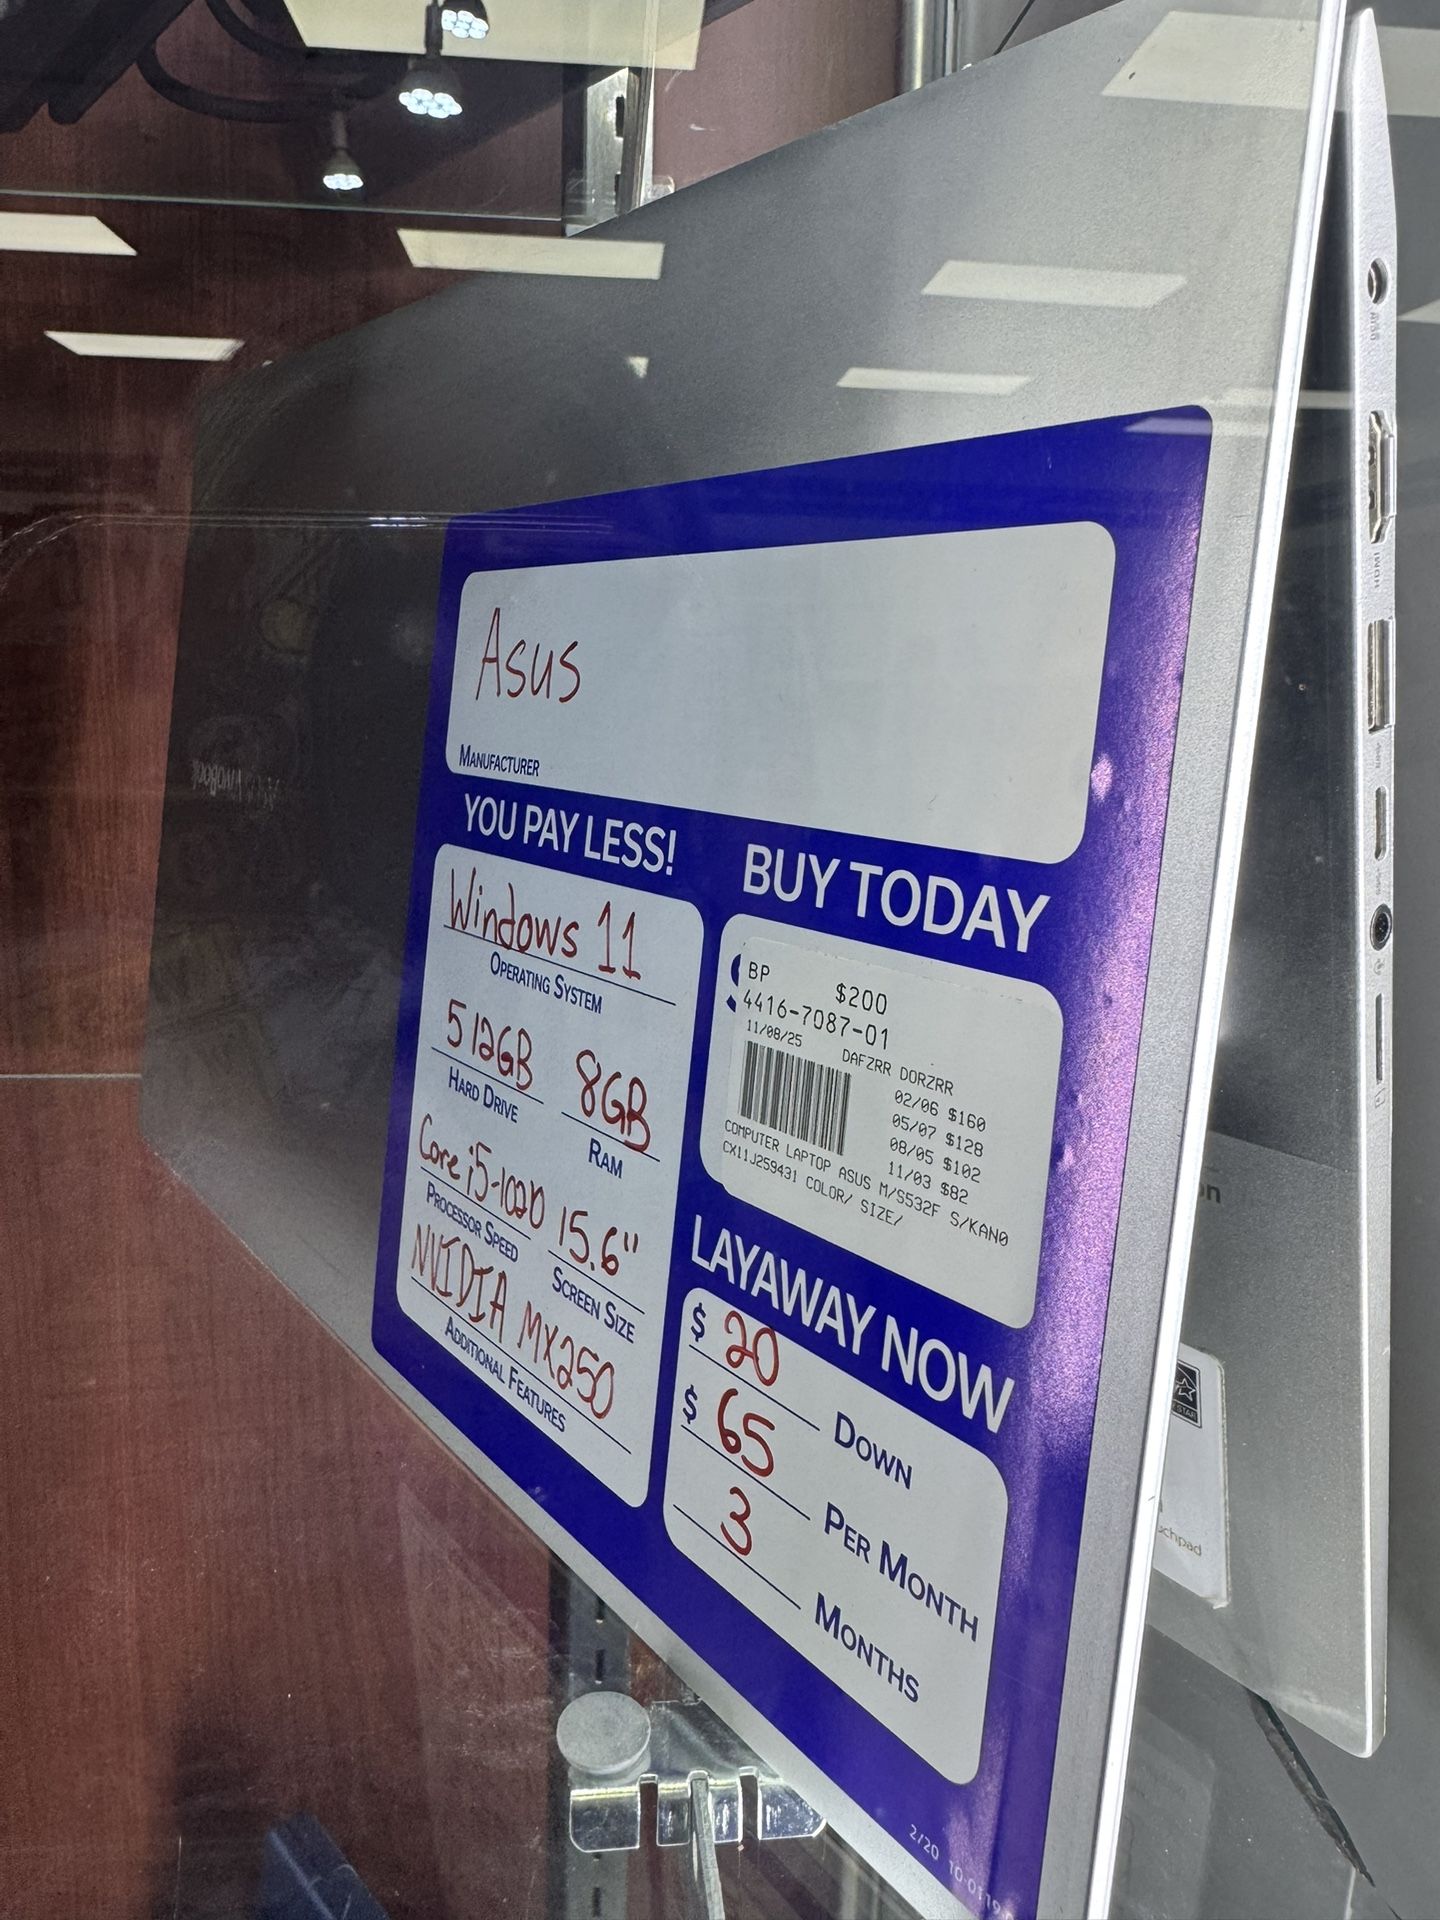 Asus
MANUFACTURER
YOU PAY LESS!
Windows 11
OPERATING SYSTEM
512GB 8GB
HARD DRIVE RAM
Core i5-10210 15.6"
PROCESSOR SPEED SCREEN SIZE
NVIDIA MX250
ADDITIONAL FEATURES
BUY TODAY
BP $200
4416-7087-01
11/08/25 DAFZRR DORZRR
02/06 $160
05/07 $128
08/05 $102
11/03 $82
COMPUTER LAPTOP ASUS M/S532F S/KAN0
CX11J259431 COLOR/ SIZE/
LAYAWAY NOW
$ 20 DOWN
$ 65 PER MONTH
3 MONTHS
2/20
HDMI